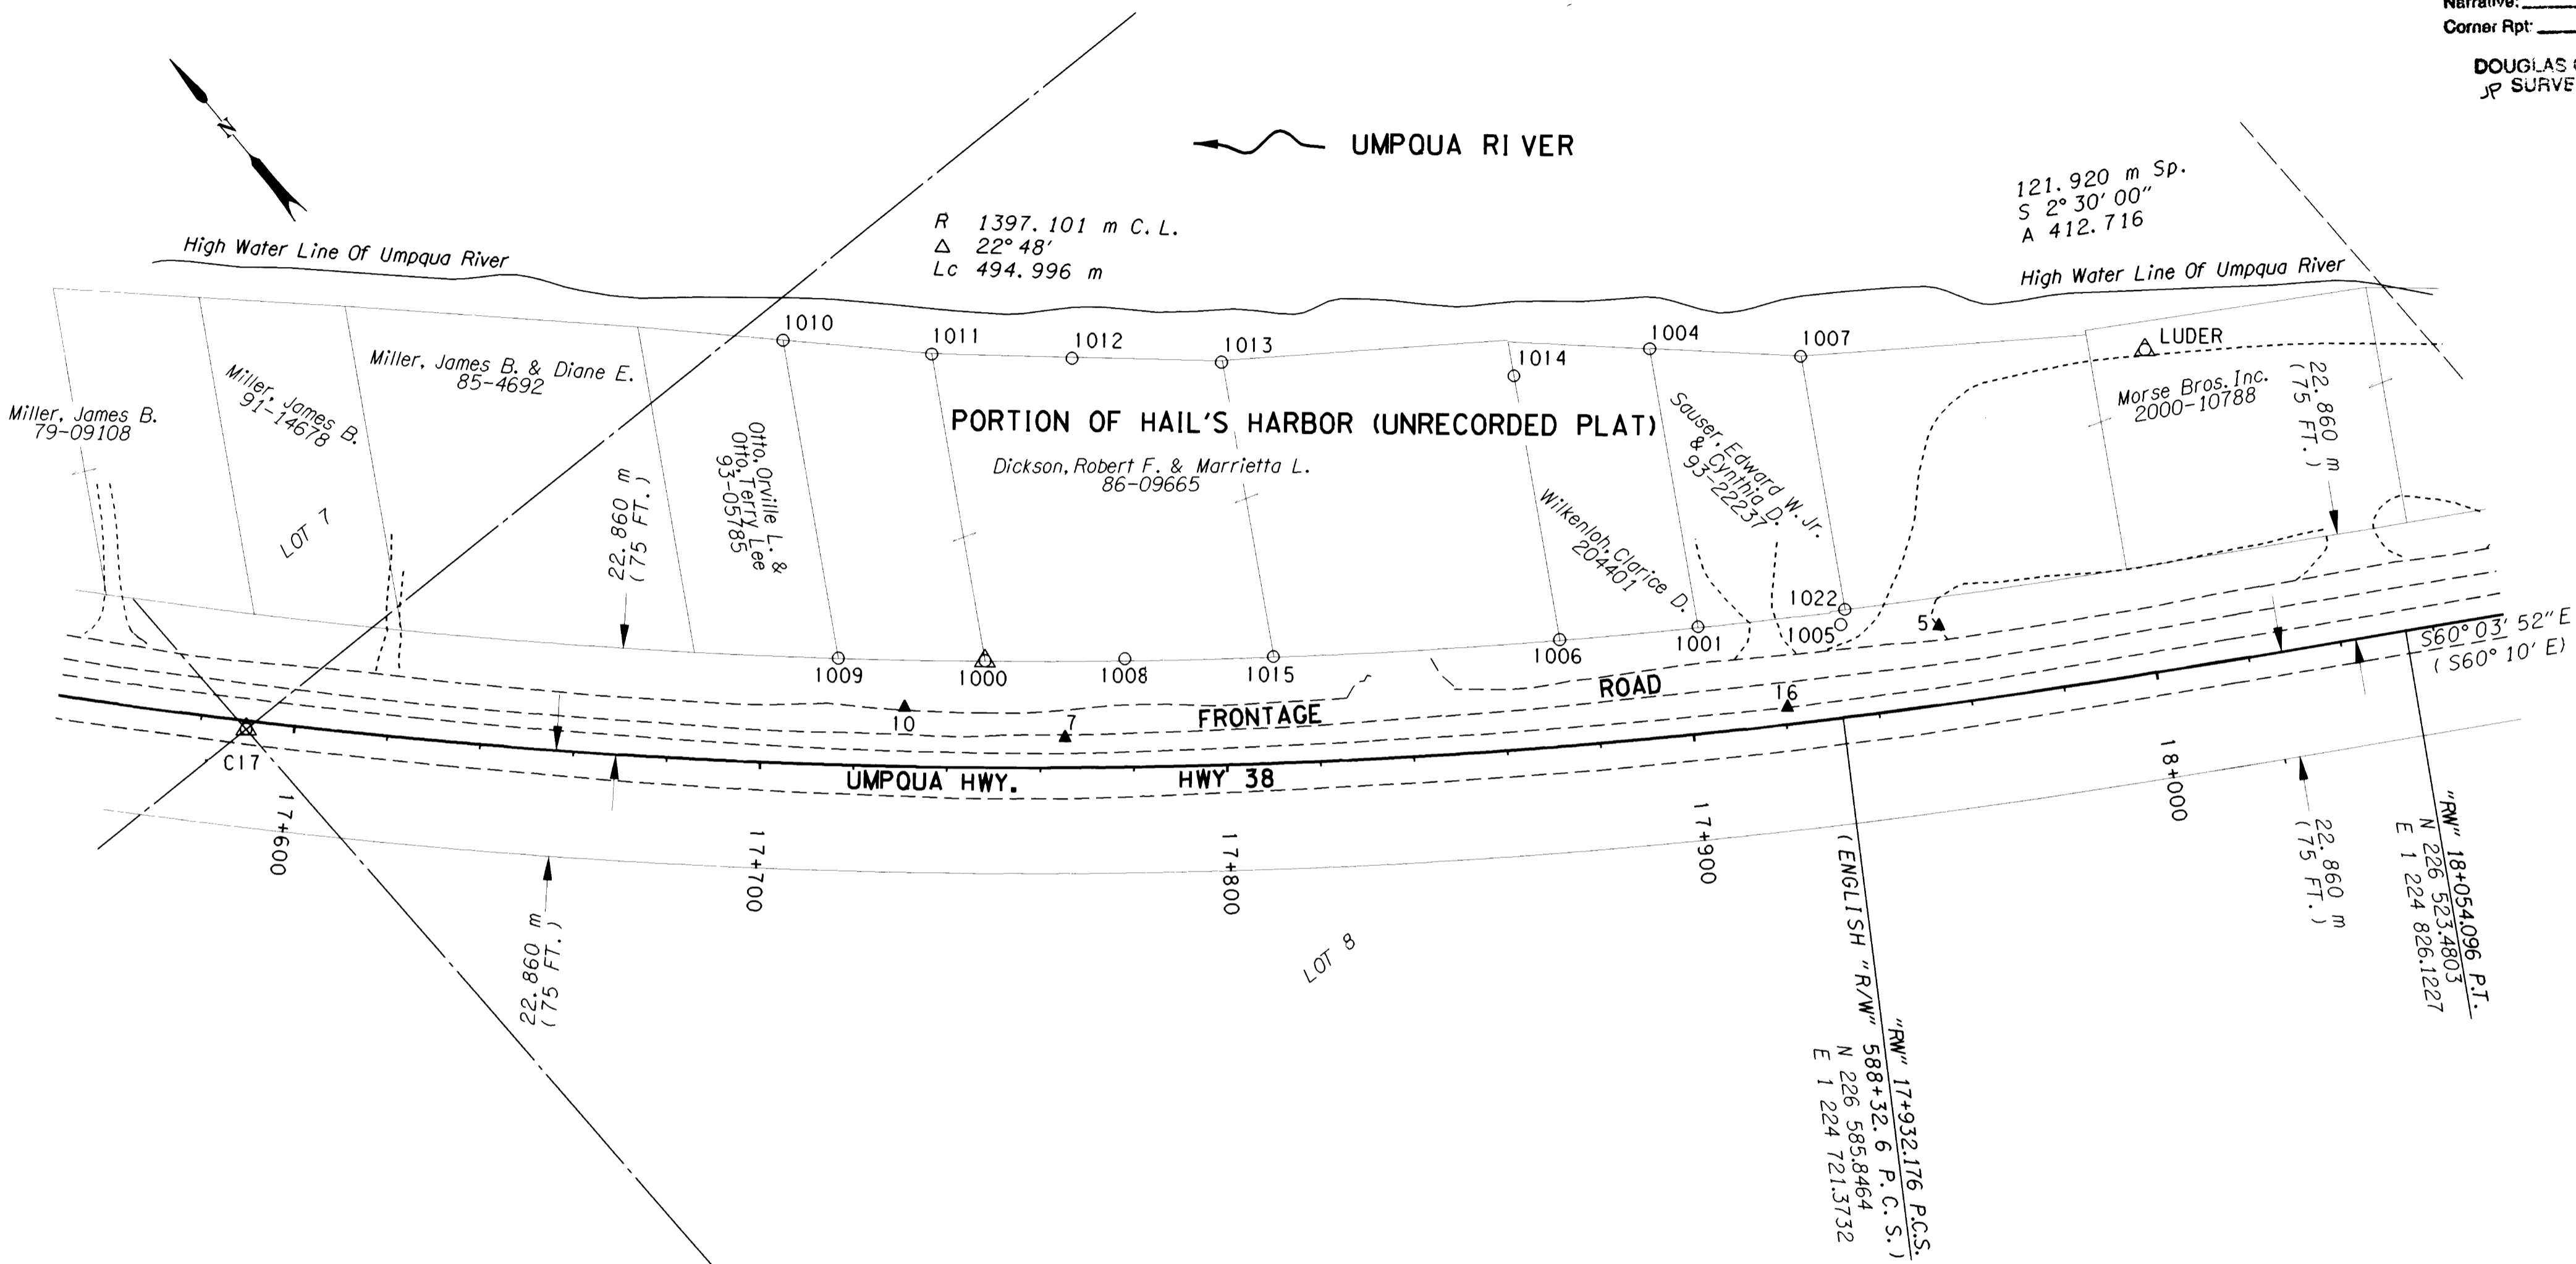 Narrative:
Corner Rpt:
DOUGLAS
JP SURVE
N
UMPQUA RIVER
R 1397.101 m C.L.
Δ 22°48'
Lc 494.996 m
121.920 m Sp.
S 2°30'00"
A 412.716
High Water Line Of Umpqua River
High Water Line Of Umpqua River
1010
1011
1012
1013
1014
1004
1007
LUDER
Miller, James B.
79-09108
Miller, James B.
91-14678
Miller, James B. & Diane E.
85-4692
LOT 7
22.860 m
(75 FT.)
Otto, Orville L. &
Otto, Terry Lee
93-05785
PORTION OF HAIL'S HARBOR (UNRECORDED PLAT)
Dickson, Robert F. & Marrietta L.
86-09665
Wilkenloh, Clarice D.
204401
Sauser, Edward W. Jr.
& Cynthia D.
93-22237
Morse Bros. Inc.
2000-10788
22.860 m
(75 FT.)
1009
1000
1008
1015
1006
1001
1022
1005
5
10
7
16
FRONTAGE
ROAD
C17
UMPQUA HWY.
HWY 38
S60°03'52"E
(S60°10'E)
17+600
17+700
17+800
17+900
18+000
22.860 m
(75 FT.)
LOT 8
22.860 m
(75 FT.)
(ENGLISH "R/W" 588+32.6 P.C.S.)
"RW" 17+932.176 P.C.S.
N 226 585.8464
E 1 224 721.3732
"RW" 18+054.096 P.T.
N 226 523.4803
E 1 224 826.1227